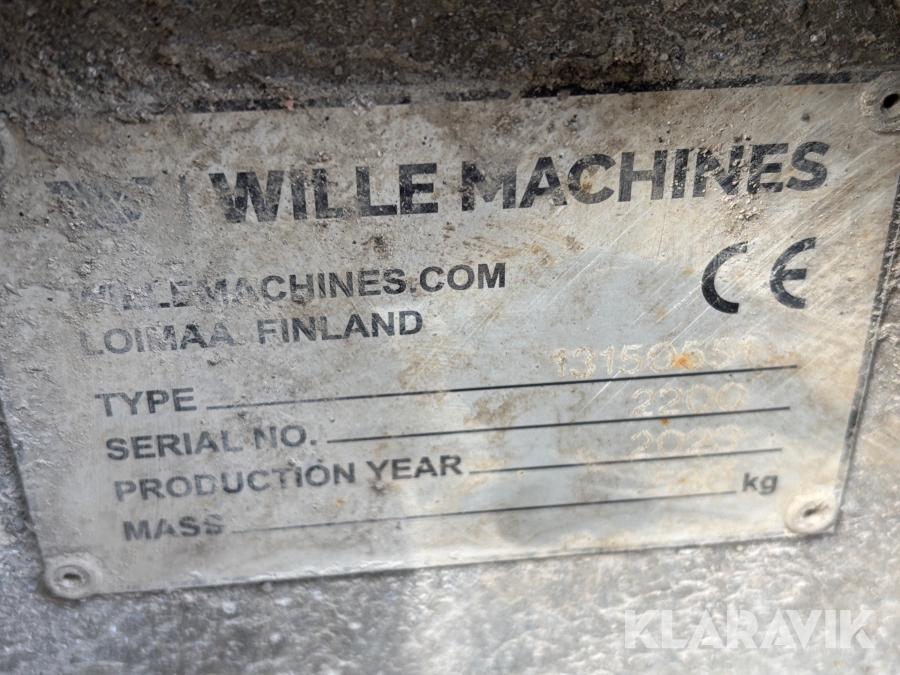 WILLE MACHINES
WILLEMACHINES.COM
LOIMAA, FINLAND
CE
TYPE
SERIAL NO. 2200
PRODUCTION YEAR
MASS kg
KLARAVIK